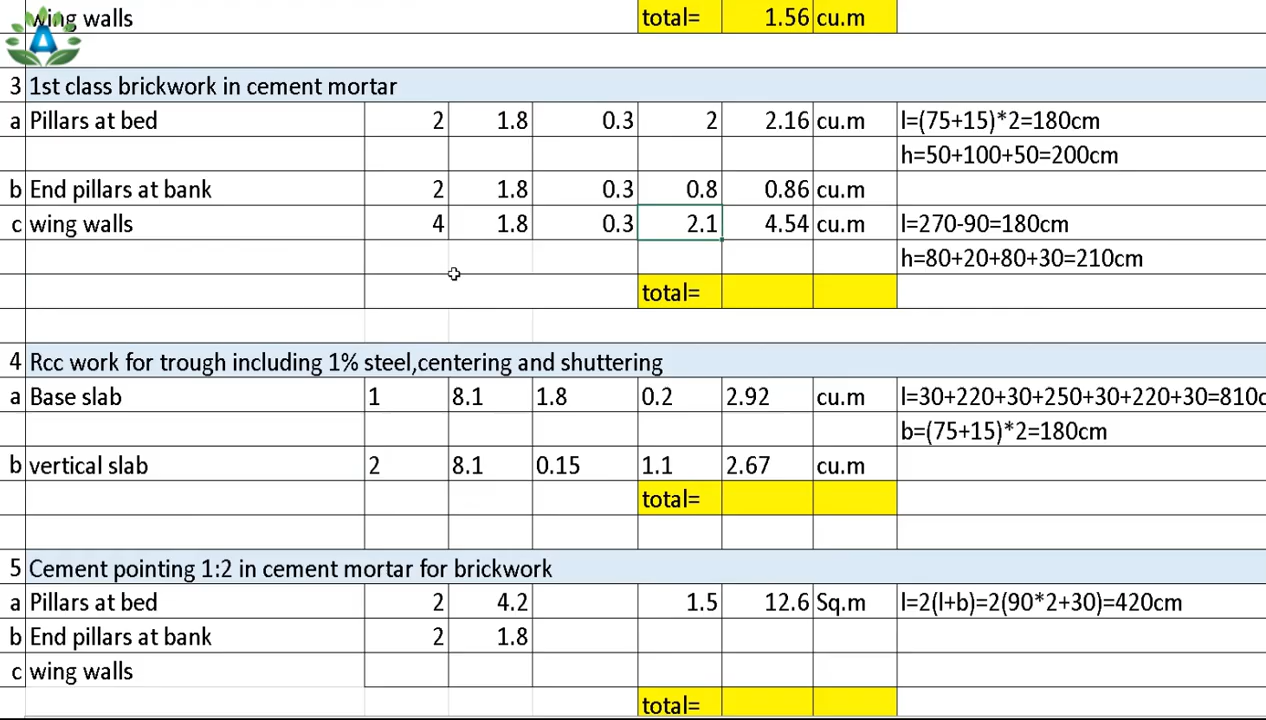 wing walls total= 1.56 cu.m
3 1st class brickwork in cement mortar
a Pillars at bed 2 1.8 0.3 2 2.16 cu.m l=(75+15)*2=180cm
h=50+100+50=200cm
b End pillars at bank 2 1.8 0.3 0.8 0.86 cu.m
c wing walls 4 1.8 0.3 2.1 4.54 cu.m l=270-90=180cm
h=80+20+80+30=210cm
total=
4 Rcc work for trough including 1% steel,centering and shuttering
a Base slab 1 8.1 1.8 0.2 2.92 cu.m l=30+220+30+250+30+220+30=810c
b=(75+15)*2=180cm
b vertical slab 2 8.1 0.15 1.1 2.67 cu.m
total=
5 Cement pointing 1:2 in cement mortar for brickwork
a Pillars at bed 2 4.2 1.5 12.6 Sq.m l=2(l+b)=2(90*2+30)=420cm
b End pillars at bank 2 1.8
c wing walls
total=